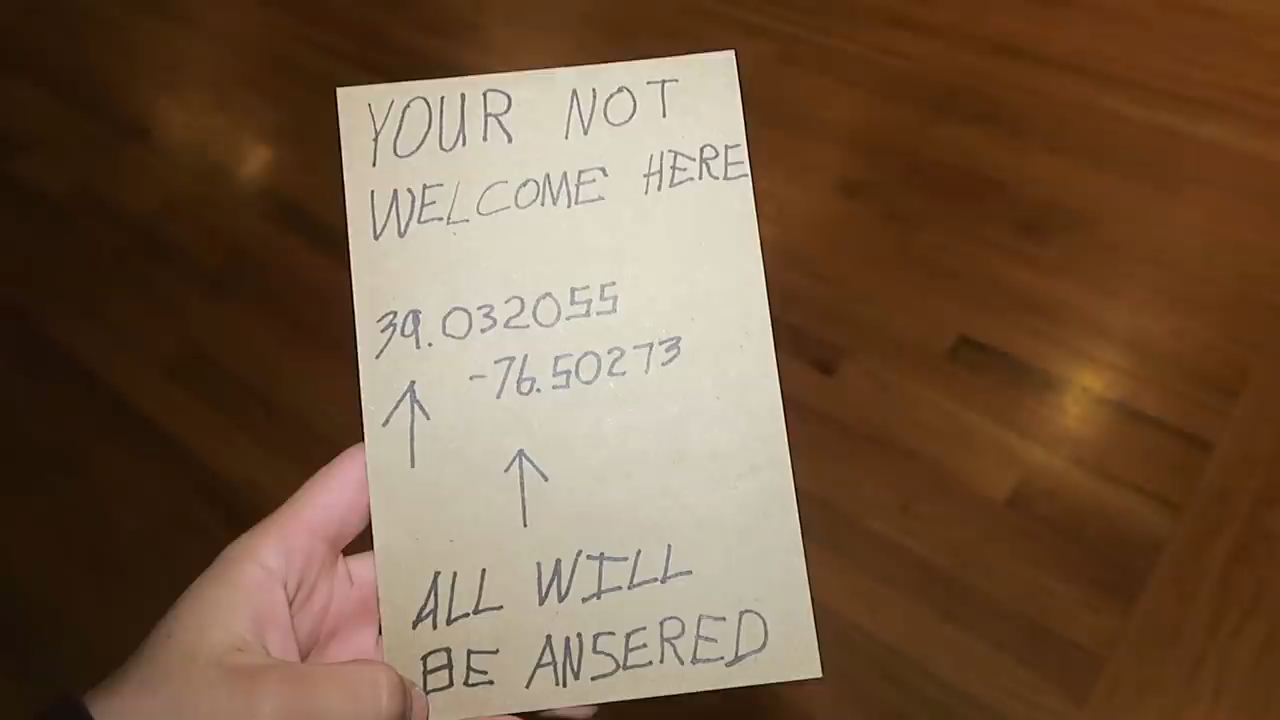 YOUR NOT
WELCOME HERE
39.032055
-76.50273
ALL WILL
BE ANSERED